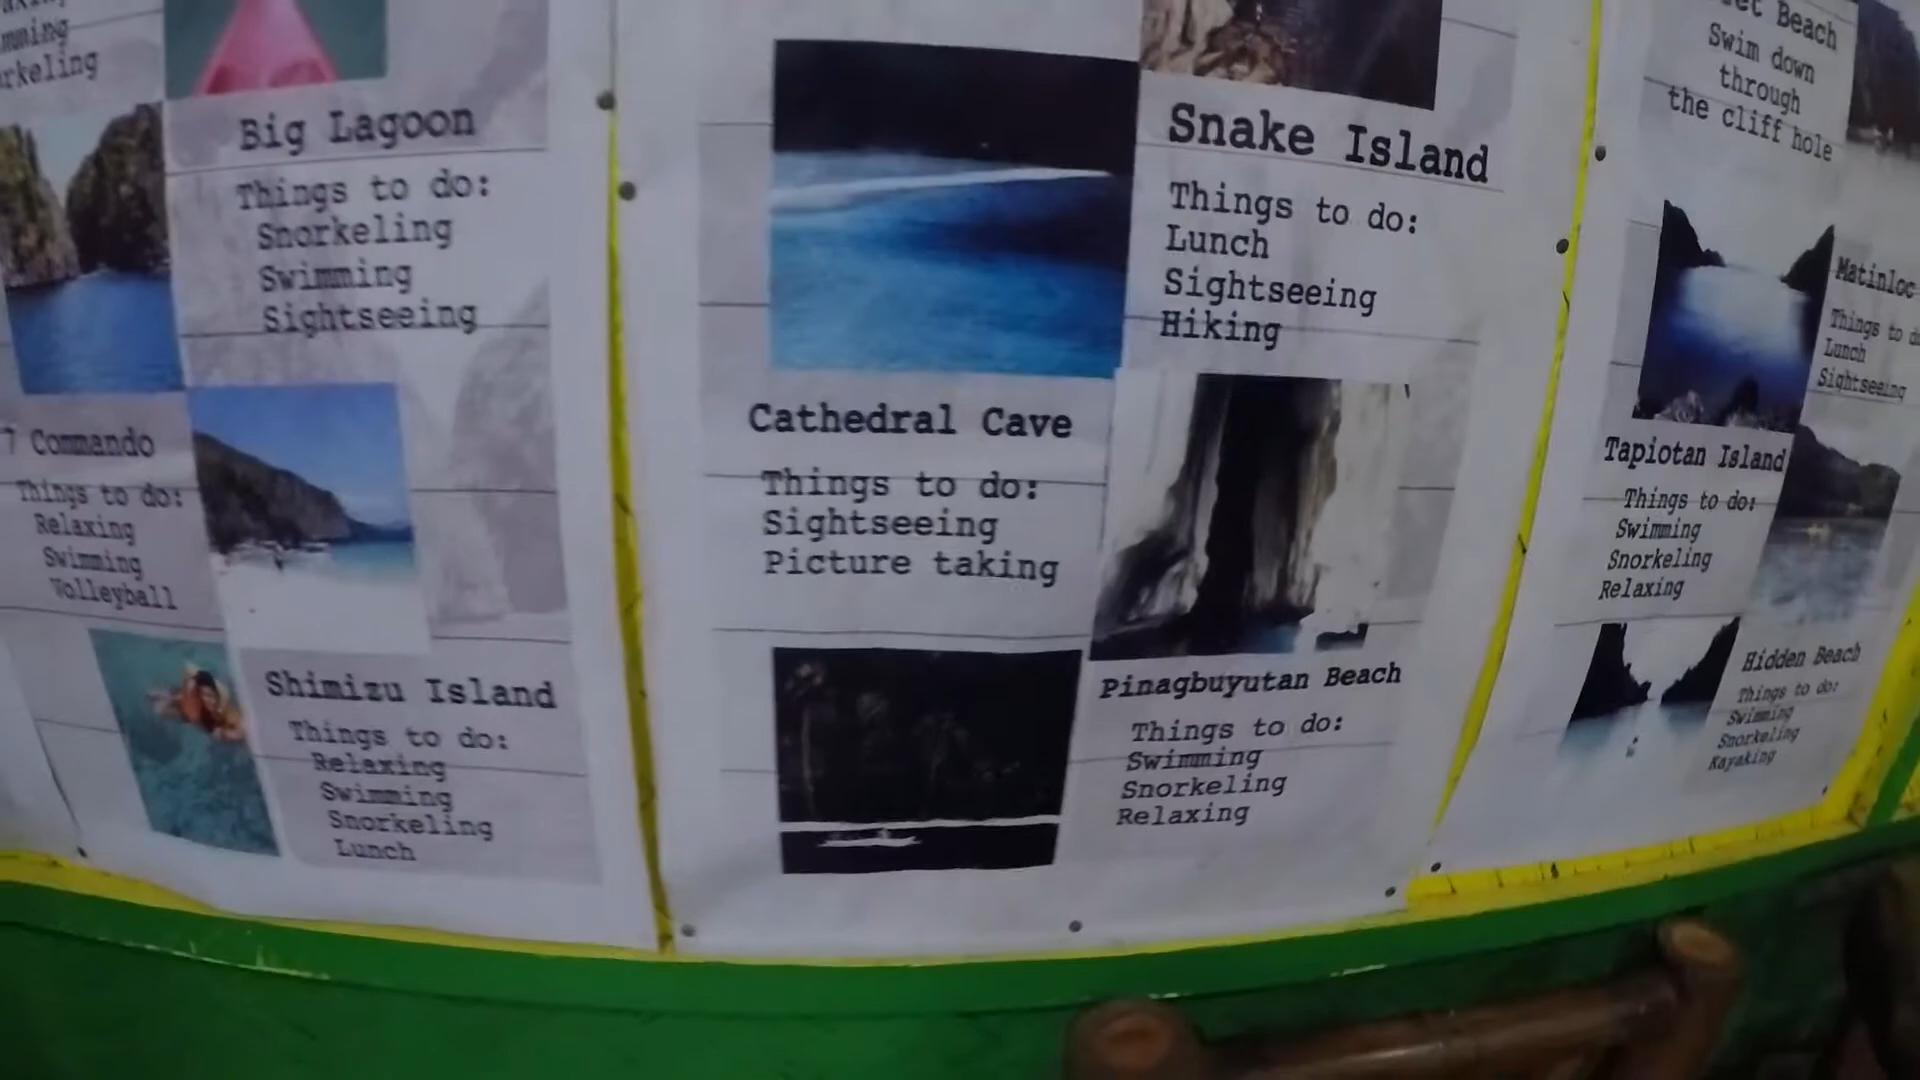 Big Lagoon
Things to do:
Snorkeling
Swimming
Sightseeing
7 Commando
Things to do:
Relaxing
Swimming
Volleyball
Shimizu Island
Things to do:
Relaxing
Swimming
Snorkeling
Lunch
Snake Island
Things to do:
Lunch
Sightseeing
Hiking
Cathedral Cave
Things to do:
Sightseeing
Picture taking
Pinagbuyutan Beach
Things to do:
Swimming
Snorkeling
Relaxing
Beach
Swim down
through
the cliff hole
Matinloc
Things to d
Lunch
Sightseeing
Tapiotan Island
Things to do:
Swimming
Snorkeling
Relaxing
Hidden Beach
Things to do:
Swimming
Snorkeling
Kayaking